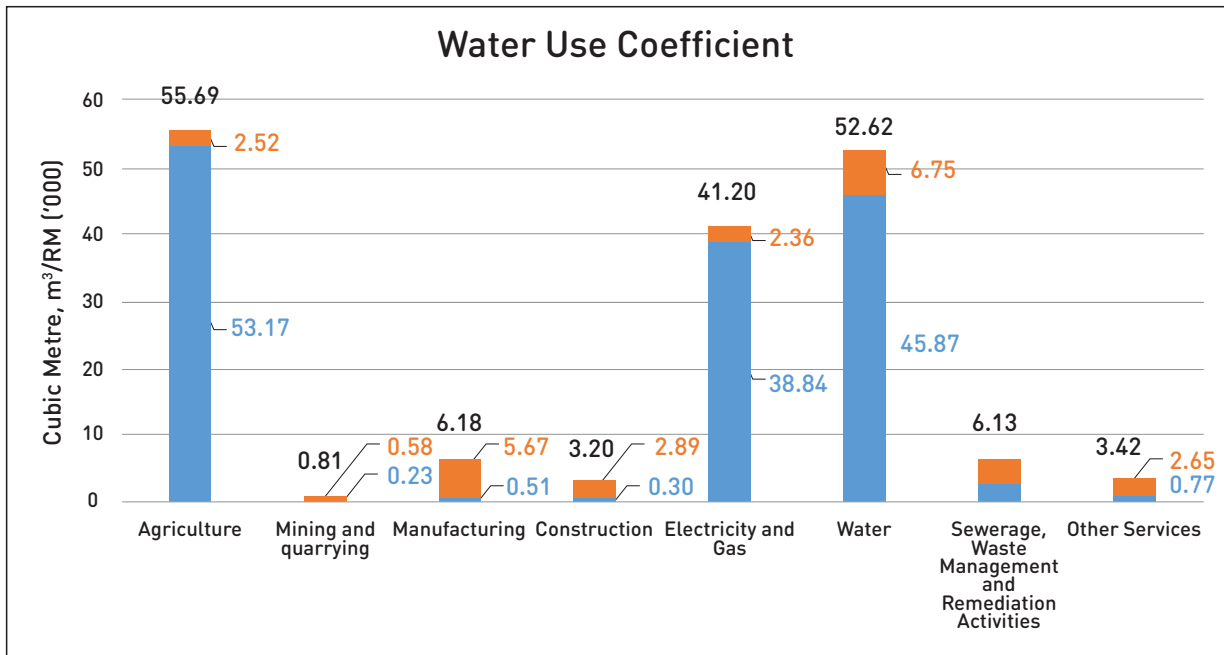 Water Use Coefficient
Cubic Metre, m³/RM ('000)
60
50
40
30
20
10
0
55.69
2.52
53.17
0.81
0.58
0.23
6.18
5.67
0.51
3.20
2.89
0.30
41.20
2.36
38.84
52.62
6.75
45.87
6.13
3.42
2.65
0.77
Agriculture
Mining and
quarrying
Manufacturing
Construction
Electricity and
Gas
Water
Sewerage,
Waste
Management
and
Remediation
Activities
Other Services